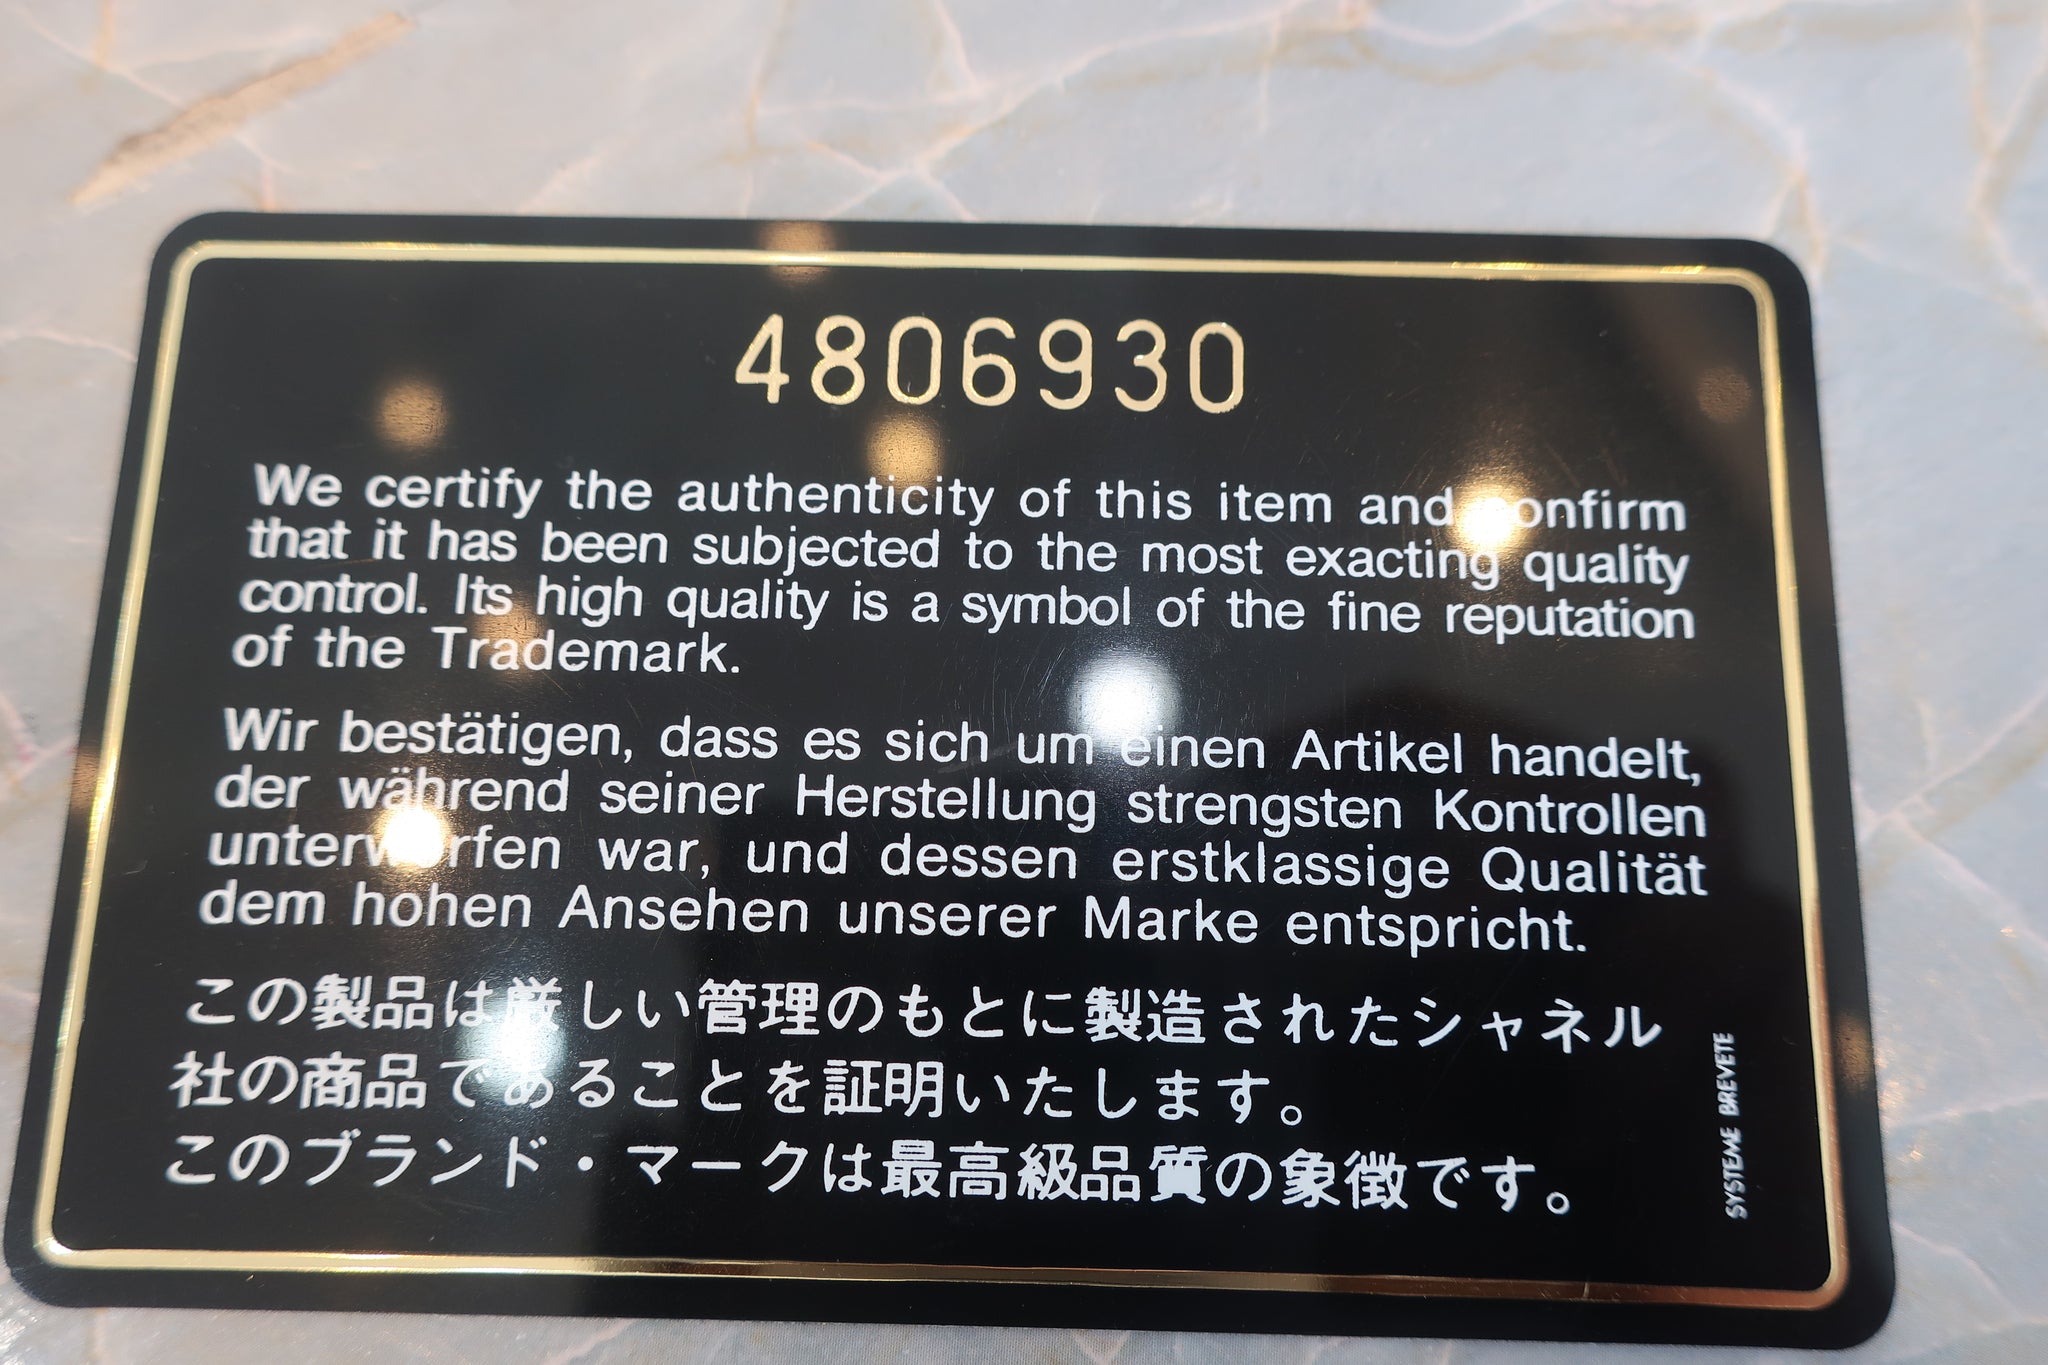 4806930
We certify the authenticity of this item and confirm
that it has been subjected to the most exacting quality
control. Its high quality is a symbol of the fine reputation
of the Trademark.
Wir bestätigen, dass es sich um einen Artikel handelt,
der während seiner Herstellung strengsten Kontrollen
unterworfen war, und dessen erstklassige Qualität
dem hohen Ansehen unserer Marke entspricht.
この製品は厳しい管理のもとに製造されたシャネル
社の商品であることを証明いたします。
このブランド・マークは最高級品質の象徴です。
SYSTEME BREVETE